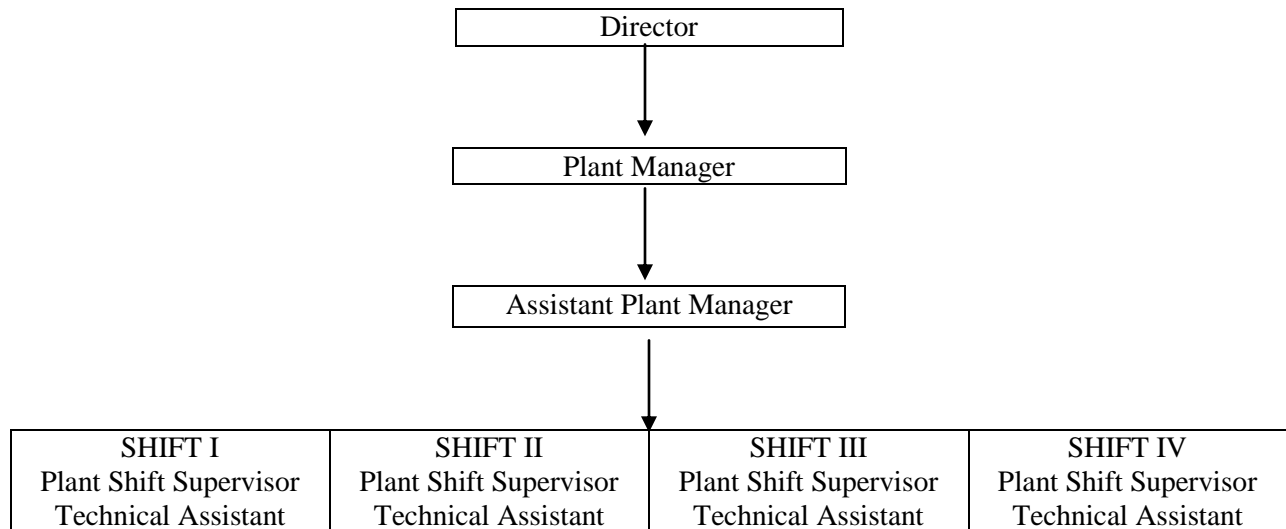 Director
Plant Manager
Assistant Plant Manager
SHIFT I
Plant Shift Supervisor
Technical Assistant
SHIFT II
Plant Shift Supervisor
Technical Assistant
SHIFT III
Plant Shift Supervisor
Technical Assistant
SHIFT IV
Plant Shift Supervisor
Technical Assistant